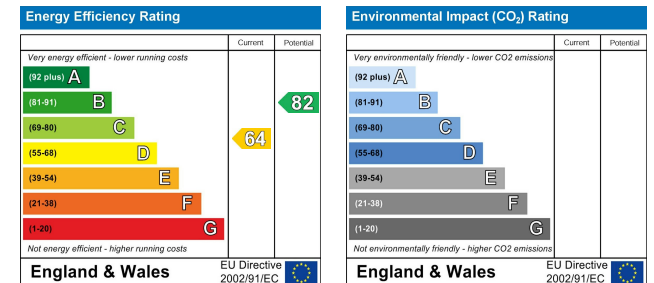 Energy Efficiency Rating
Current Potential
Very energy efficient - lower running costs
(92 plus) A
(81-91) B
82
(69-80) C
64
(55-68) D
(39-54) E
(21-38) F
(1-20) G
Not energy efficient - higher running costs
England & Wales
EU Directive
2002/91/EC
Environmental Impact (CO₂) Rating
Current Potential
Very environmentally friendly - lower CO2 emissions
(92 plus) A
(81-91) B
(69-80) C
(55-68) D
(39-54) E
(21-38) F
(1-20) G
Not environmentally friendly - higher CO2 emissions
England & Wales
EU Directive
2002/91/EC